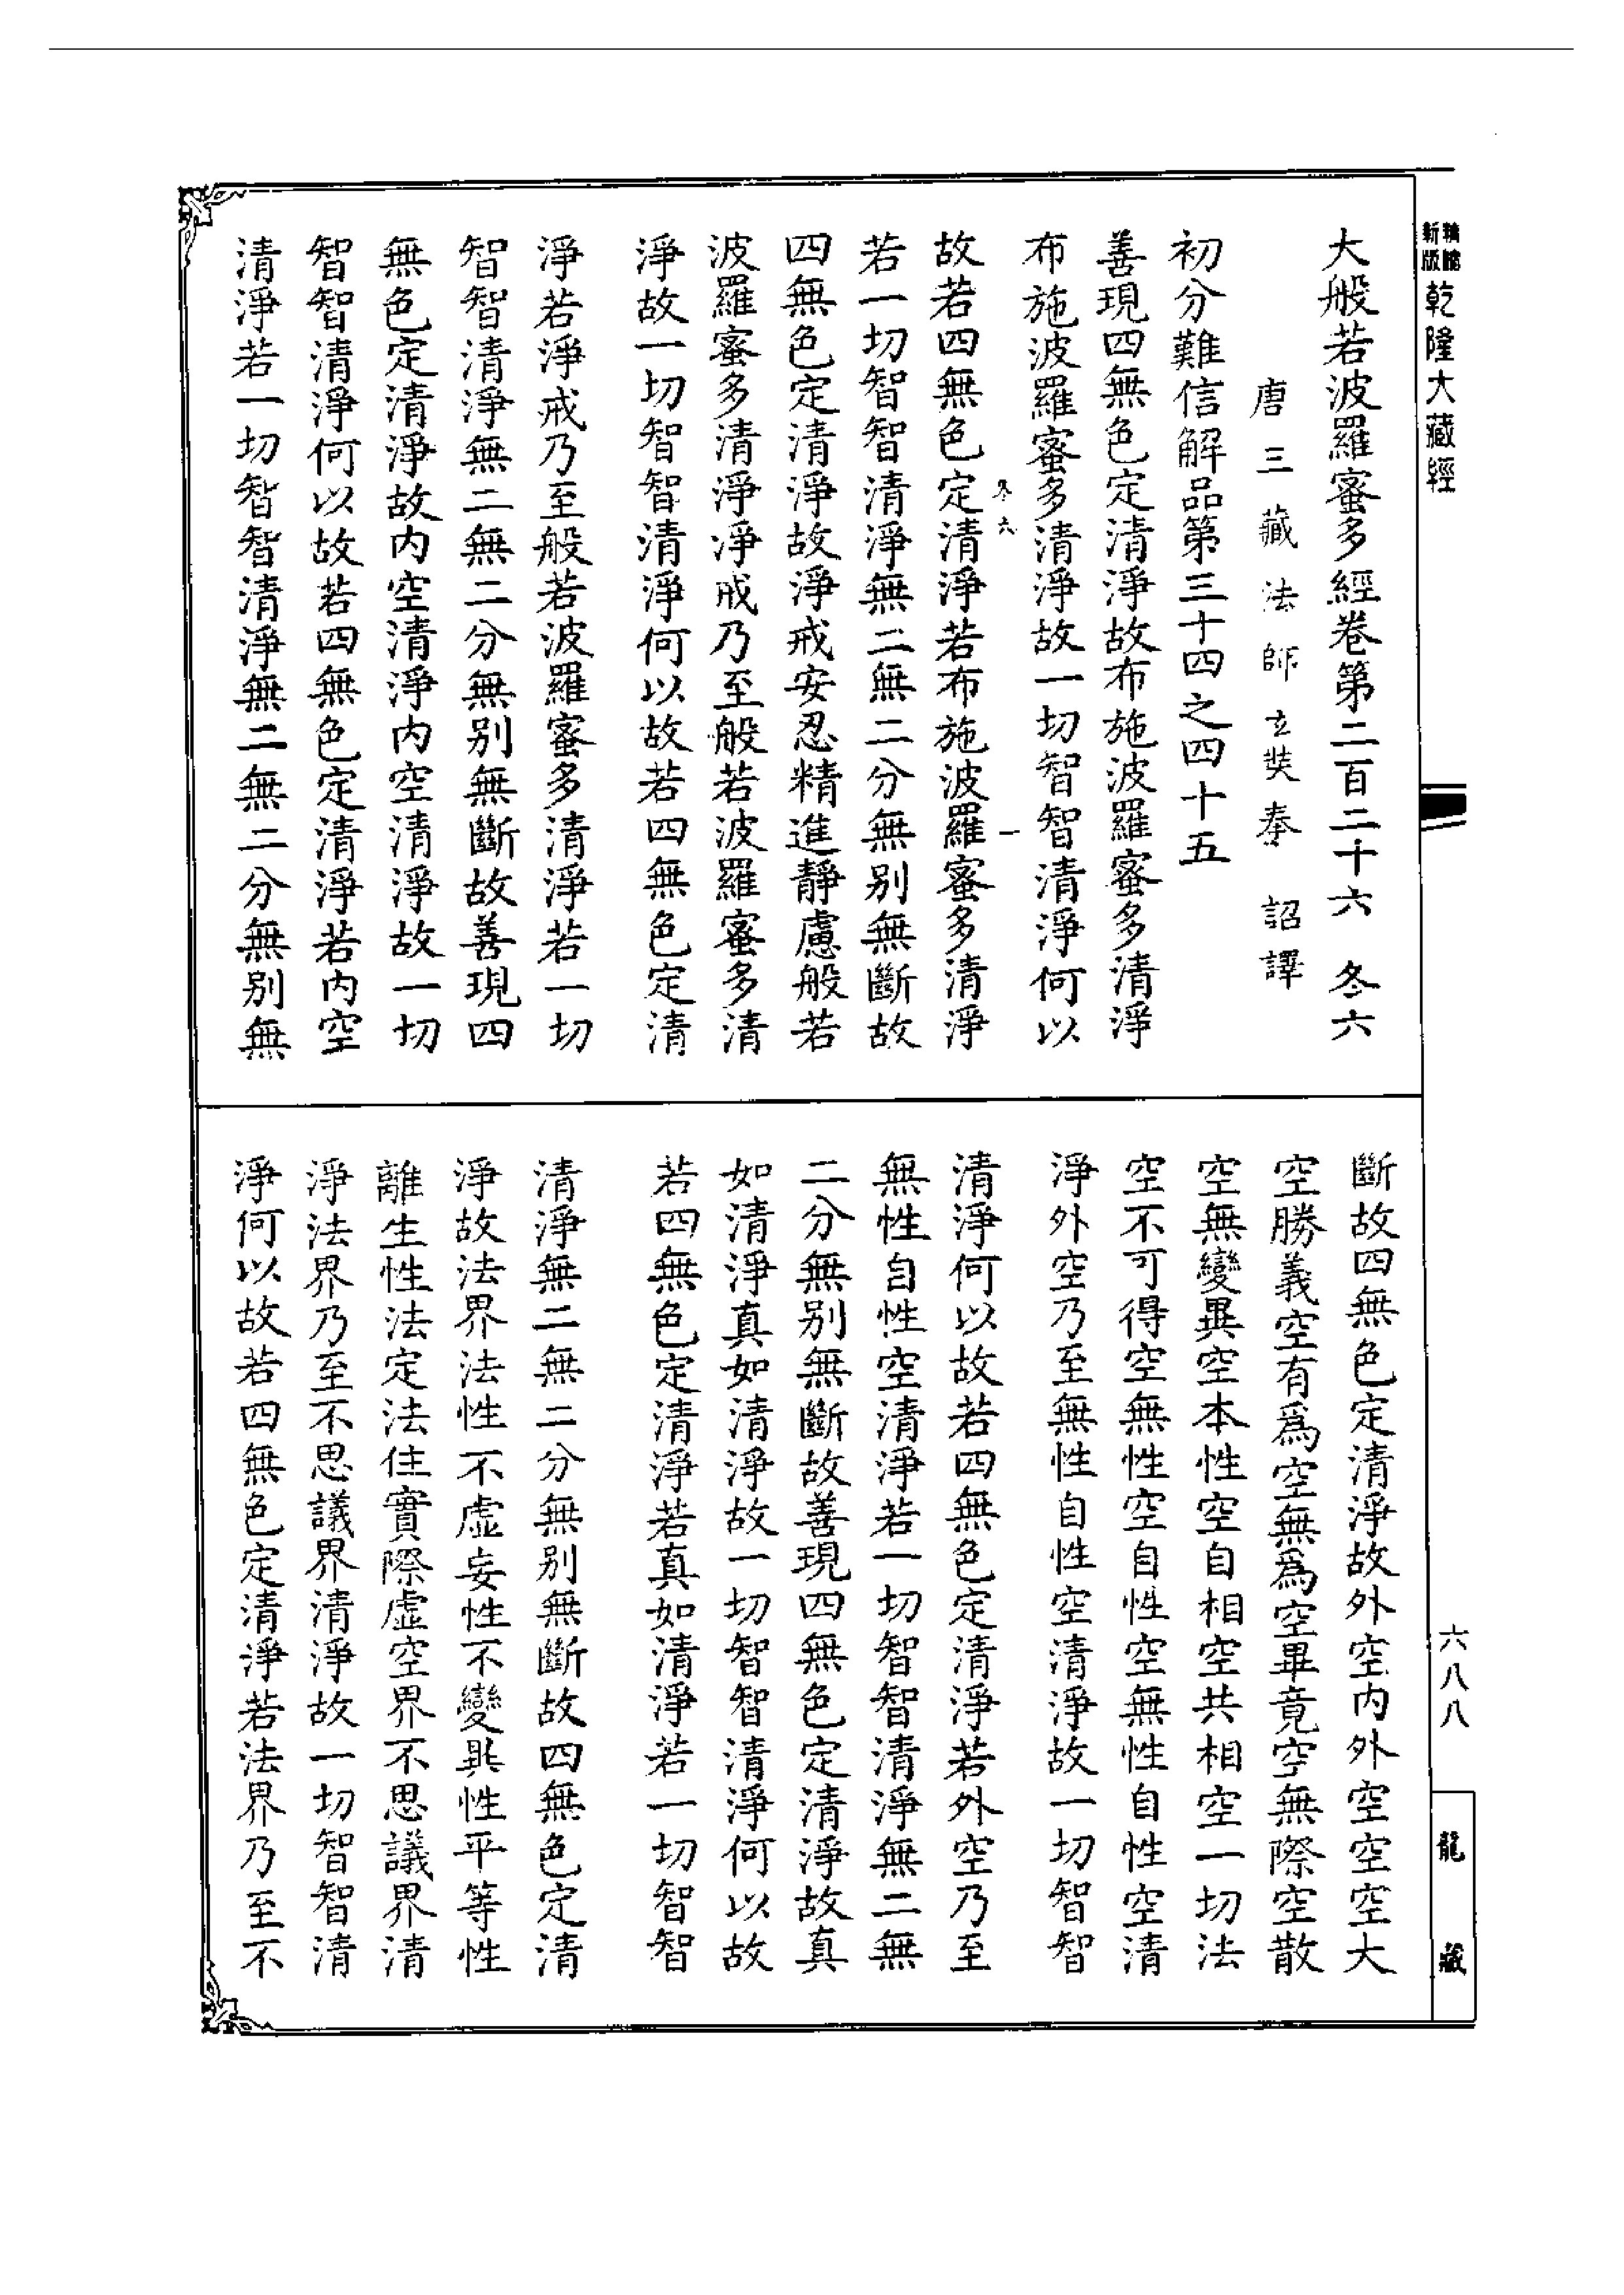 新版
乾隆大藏經
大般若波羅蜜多經卷第二百二十六 冬六
唐三藏法師玄奘奉 詔譯
初分難信解品第三十四之四十五
善現四無色定清淨故布施波羅蜜多清淨
布施波羅蜜多清淨故一切智智清淨何以
故若四無色定清淨若布施波羅蜜多清淨
冬六 一
若一切智智清淨無二無二分無別無斷故
四無色定清淨故淨戒安忍精進靜慮般若
波羅蜜多清淨淨戒乃至般若波羅蜜多清
淨故一切智智清淨何以故若四無色定清
淨若淨戒乃至般若波羅蜜多清淨若一切
智智清淨無二無二分無別無斷故善現四
無色定清淨故內空清淨內空清淨故一切
智智清淨何以故若四無色定清淨若內空
清淨若一切智智清淨無二無二分無別無
斷故四無色定清淨故外空內外空空空大
空勝義空有爲空無爲空畢竟空無際空散
空無變異空本性空自相空共相空一切法
空不可得空無性空自性空無性自性空清
淨外空乃至無性自性空清淨故一切智智
清淨何以故若四無色定清淨若外空乃至
無性自性空清淨若一切智智清淨無二無
二分無別無斷故善現四無色定清淨故真
如清淨真如清淨故一切智智清淨何以故
若四無色定清淨若真如清淨若一切智智
清淨無二無二分無別無斷故四無色定清
淨故法界法性不虛妄性不變異性平等性
離生性法定法住實際虛空界不思議界清
淨法界乃至不思議界清淨故一切智智清
淨何以故若四無色定清淨若法界乃至不
六八八
龍藏